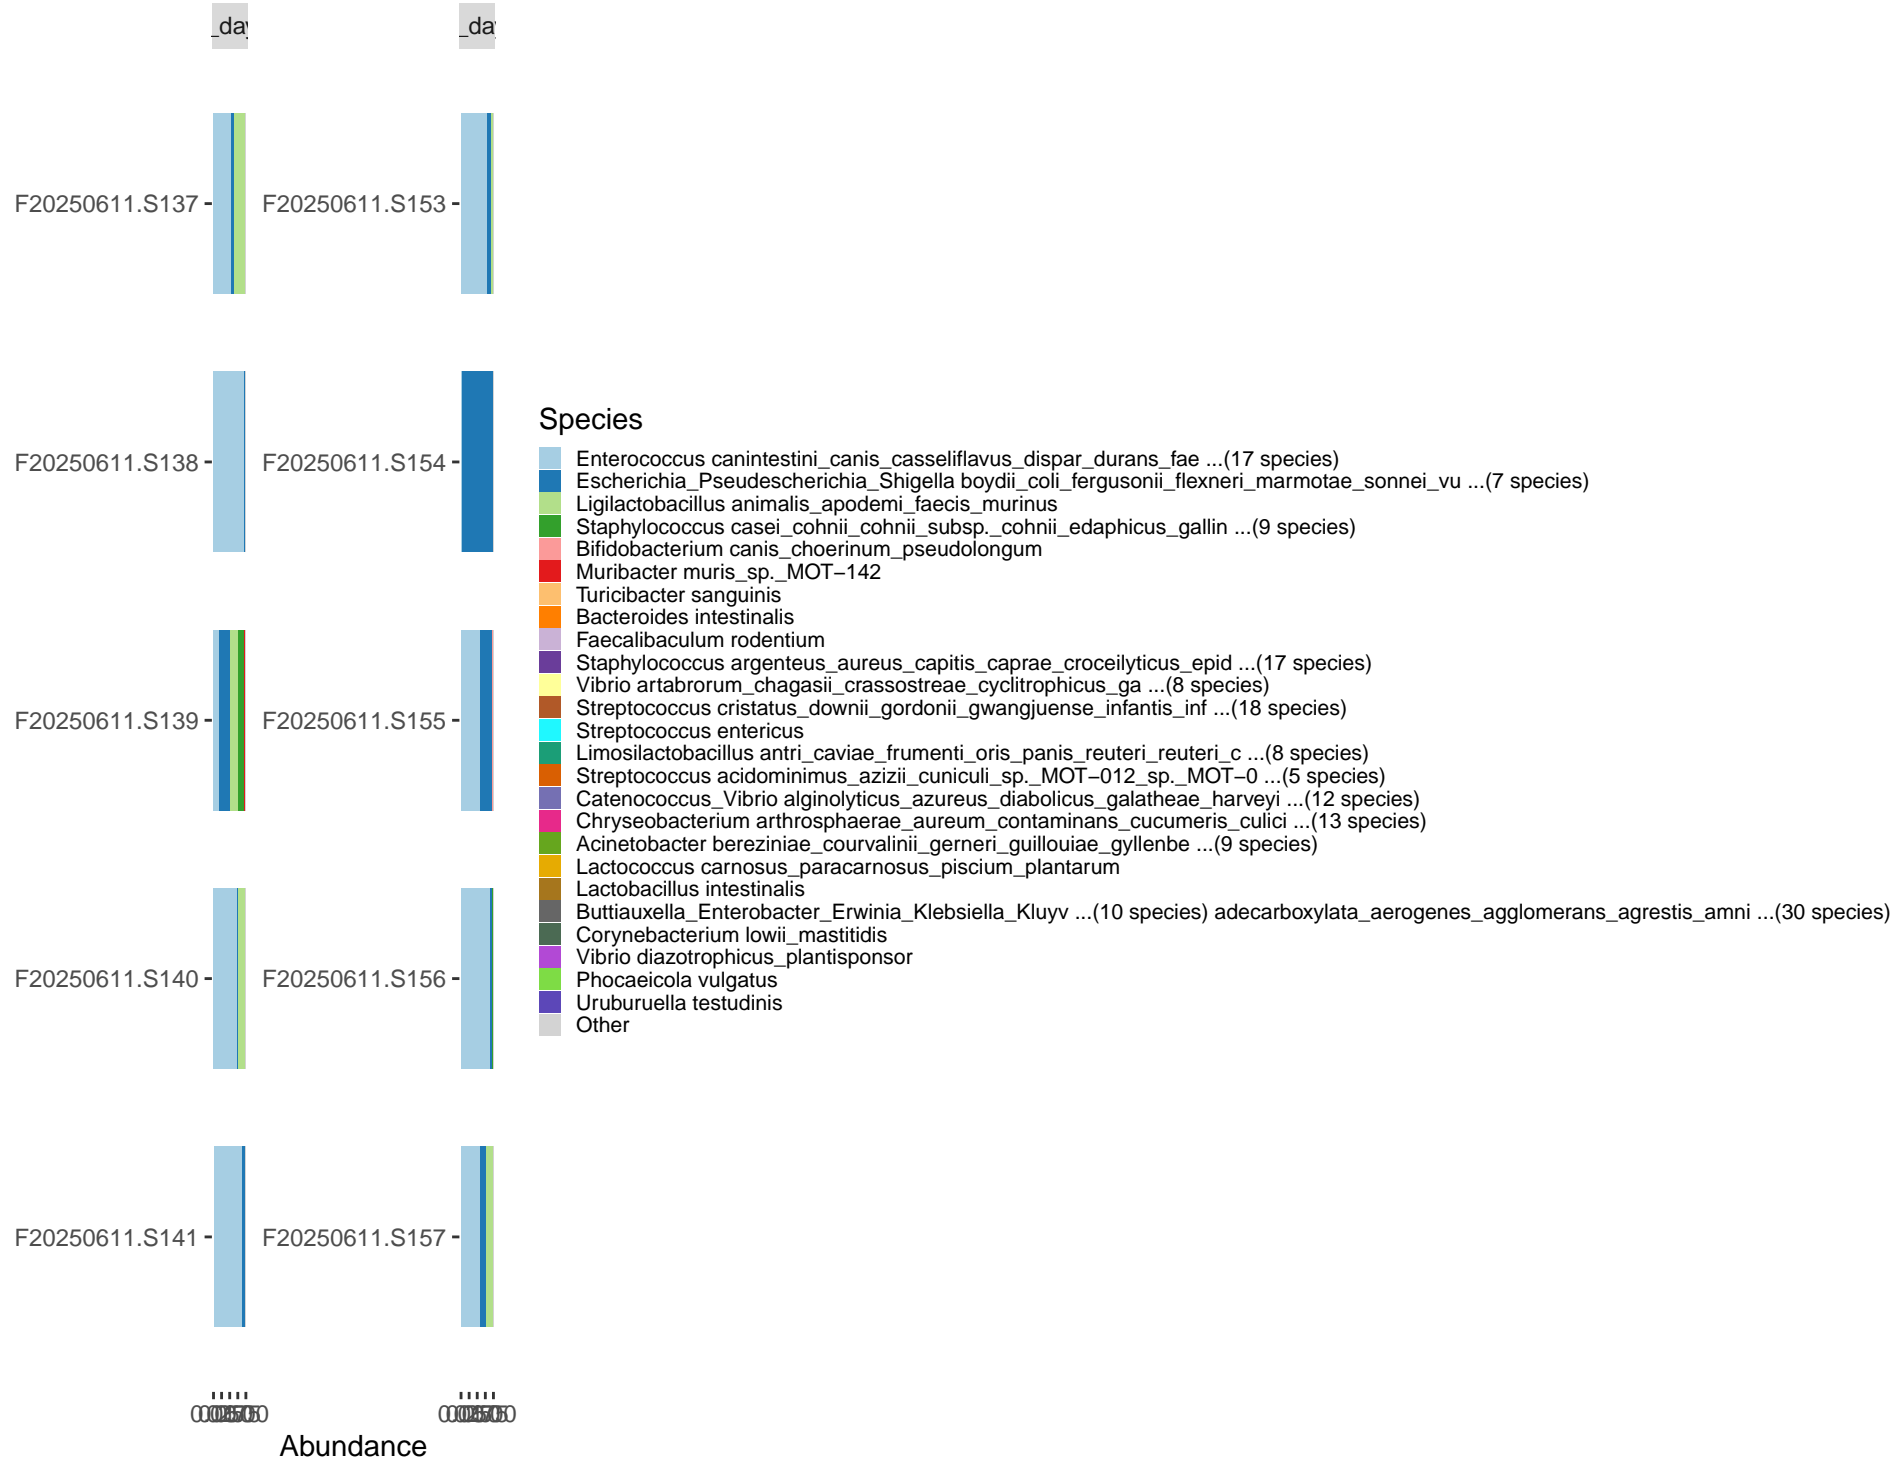 _day
_day
F20250611.S137
F20250611.S153
F20250611.S138
F20250611.S154
F20250611.S139
F20250611.S155
F20250611.S140
F20250611.S156
F20250611.S141
F20250611.S157
Abundance
Species
Enterococcus canintestini_canis_casseliflavus_dispar_durans_fae ...(17 species)
Escherichia_Pseudescherichia_Shigella boydii_coli_fergusonii_flexneri_marmotae_sonnei_vu ...(7 species)
Ligilactobacillus animalis_apodemi_faecis_murinus
Staphylococcus casei_cohnii_cohnii_subsp._cohnii_edaphicus_gallin ...(9 species)
Bifidobacterium canis_choerinum_pseudolongum
Muribacter muris_sp._MOT−142
Turicibacter sanguinis
Bacteroides intestinalis
Faecalibaculum rodentium
Staphylococcus argenteus_aureus_capitis_caprae_croceilyticus_epid ...(17 species)
Vibrio artabrorum_chagasii_crassostreae_cyclitrophicus_ga ...(8 species)
Streptococcus cristatus_downii_gordonii_gwangjuense_infantis_inf ...(18 species)
Streptococcus entericus
Limosilactobacillus antri_caviae_frumenti_oris_panis_reuteri_reuteri_c ...(8 species)
Streptococcus acidominimus_azizii_cuniculi_sp._MOT−012_sp._MOT−0 ...(5 species)
Catenococcus_Vibrio alginolyticus_azureus_diabolicus_galatheae_harveyi ...(12 species)
Chryseobacterium arthrosphaerae_aureum_contaminans_cucumeris_culici ...(13 species)
Acinetobacter bereziniae_courvalinii_gerneri_guillouiae_gyllenbe ...(9 species)
Lactococcus carnosus_paracarnosus_piscium_plantarum
Lactobacillus intestinalis
Buttiauxella_Enterobacter_Erwinia_Klebsiella_Kluyv ...(10 species) adecarboxylata_aerogenes_agglomerans_agrestis_amni ...(30 species)
Corynebacterium lowii_mastitidis
Vibrio diazotrophicus_plantisponsor
Phocaeicola vulgatus
Uruburuella testudinis
Other